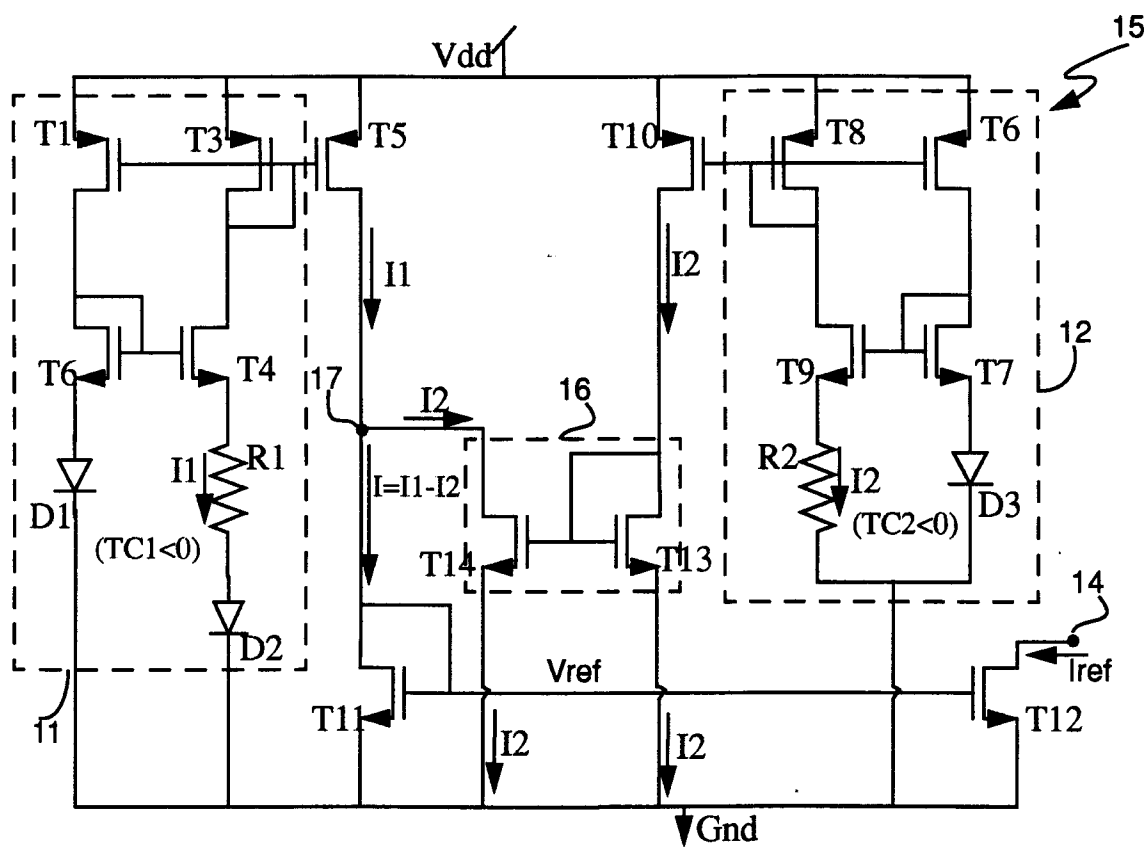 15
Vdd
T1
T3
T5
T10
T8
T6
I1
I2
12
T6
T4
17
I2
16
T9
T7
I1
R1
I=I1-I2
R2
I2
D1
(TC1<0)
(TC2<0)
D3
T14
T13
14
D2
Vref
Iref
11
T11
I2
I2
T12
Gnd